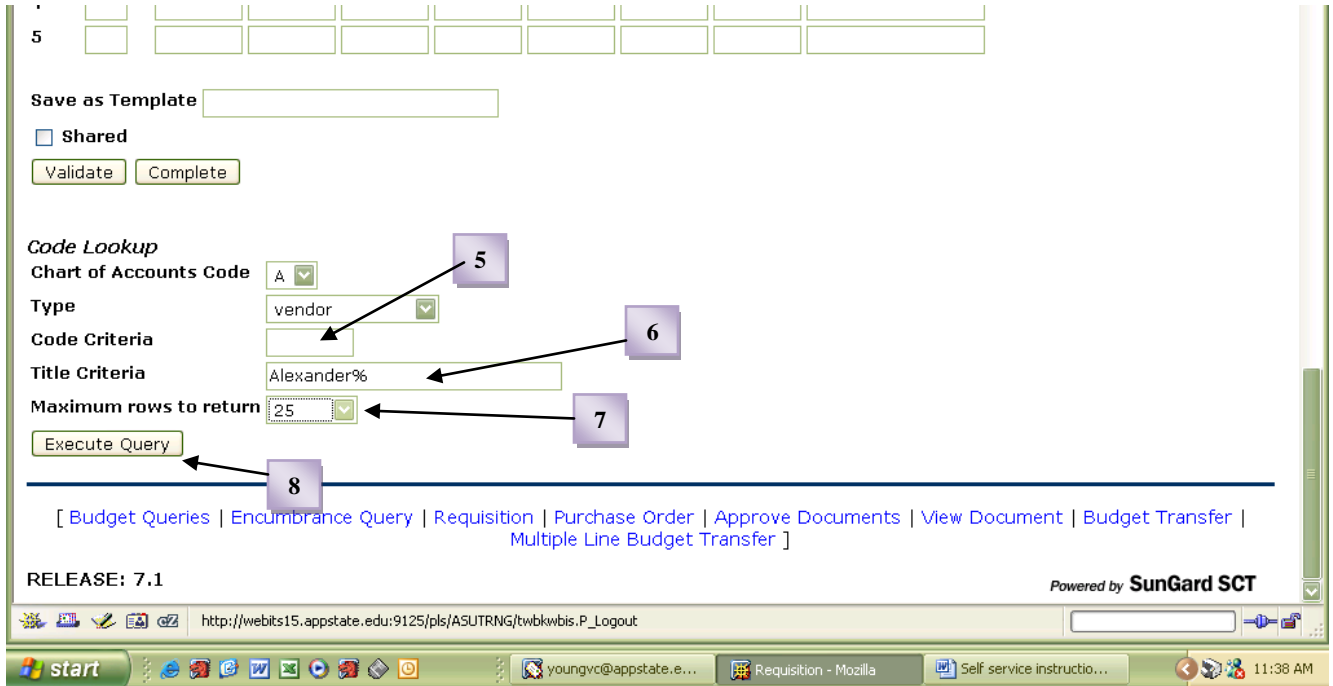 5
Save as Template
Shared
Validate Complete
Code Lookup
Chart of Accounts Code A
5
Type vendor
Code Criteria
6
Title Criteria Alexander%
Maximum rows to return 25
7
Execute Query
8
[ Budget Queries | Encumbrance Query | Requisition | Purchase Order | Approve Documents | View Document | Budget Transfer |
Multiple Line Budget Transfer ]
RELEASE: 7.1 Powered by SunGard SCT
http://webits15.appstate.edu:9125/pls/ASUTRNG/twbkwbis.P_Logout
start youngvc@appstate.e... Requisition - Mozilla Self service instructio... 11:38 AM